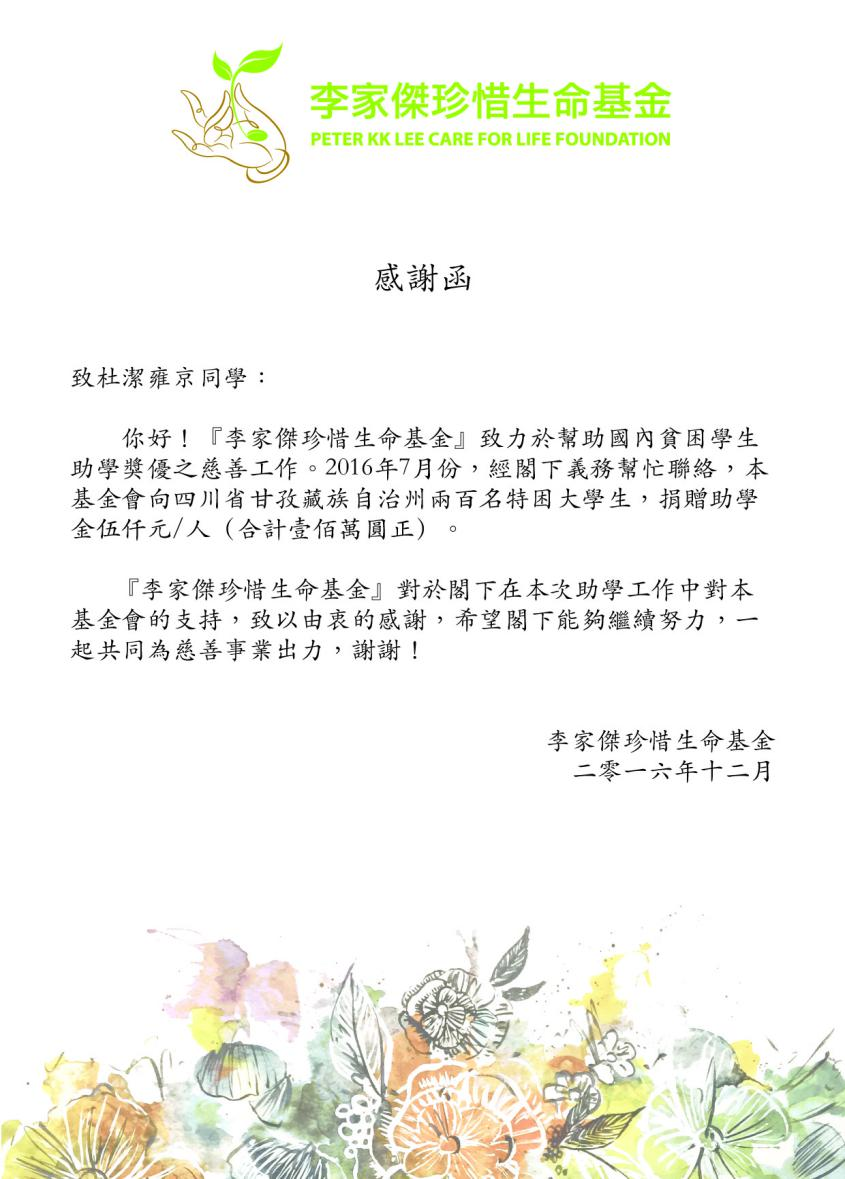 李家傑珍惜生命基金
PETER KK LEE CARE FOR LIFE FOUNDATION
感謝函
致杜潔雍京同學：
你好！『李家傑珍惜生命基金』致力於幫助國內貧困學生
助學獎優之慈善工作。2016年7月份，經閣下義務幫忙聯絡，本
基金會向四川省甘孜藏族自治州兩百名特困大學生，捐贈助學
金伍仟元/人（合計壹佰萬圓正）。
『李家傑珍惜生命基金』對於閣下在本次助學工作中對本
基金會的支持，致以由衷的感謝，希望閣下能夠繼續努力，一
起共同為慈善事業出力，謝謝！
李家傑珍惜生命基金
二零一六年十二月